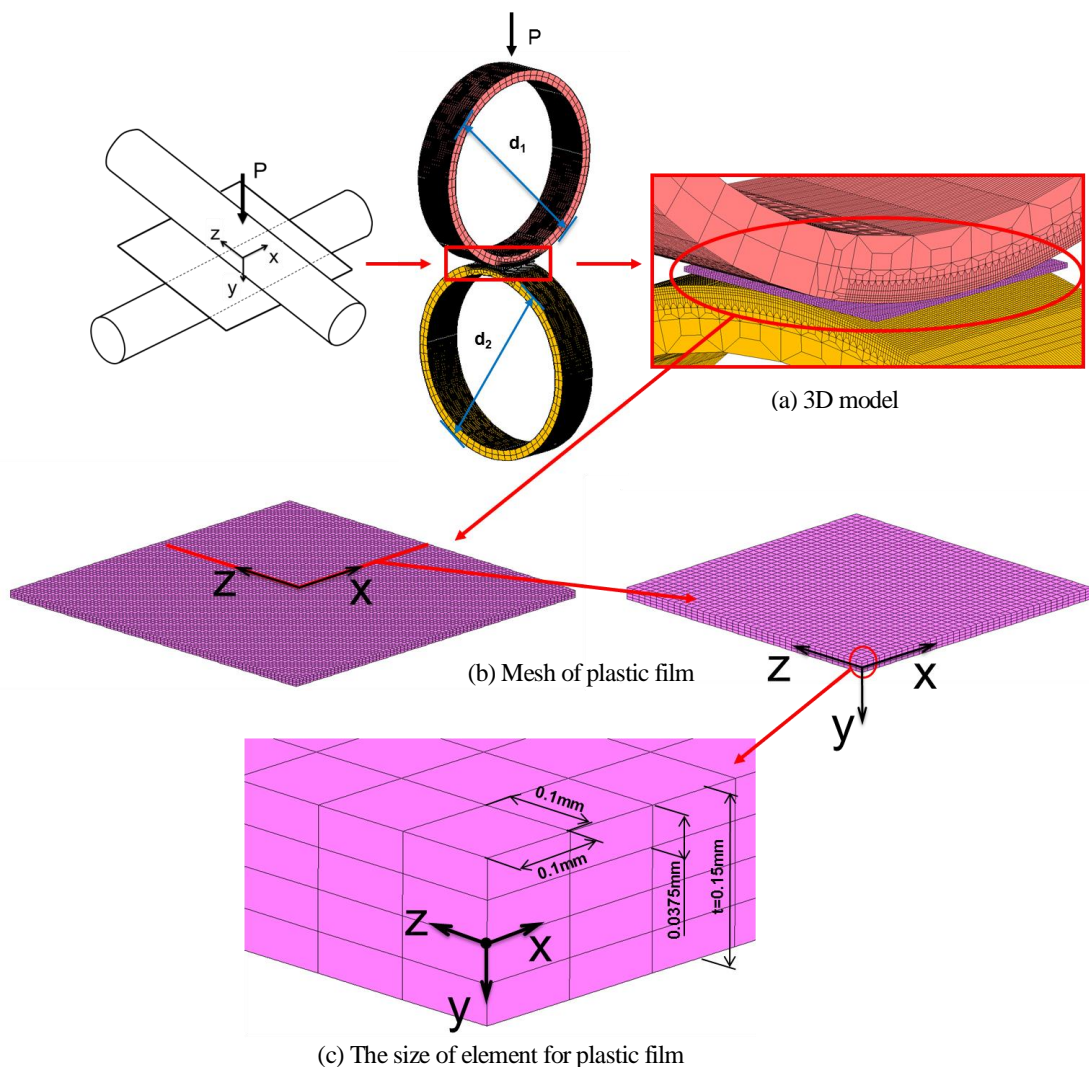 P
z
x
y
P
d1
d2
(a) 3D model
z
x
(b) Mesh of plastic film
z
x
y
0.1mm
0.1mm
0.0375mm
t=0.15mm
z
x
y
(c) The size of element for plastic film